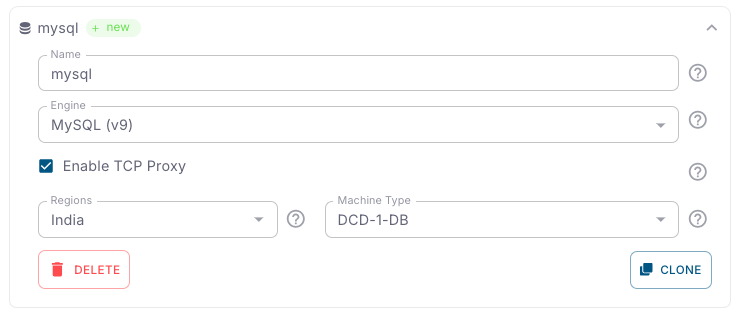 mysql + new
Name
mysql
Engine
MySQL (v9)
Enable TCP Proxy
Regions
India
Machine Type
DCD-1-DB
DELETE
CLONE